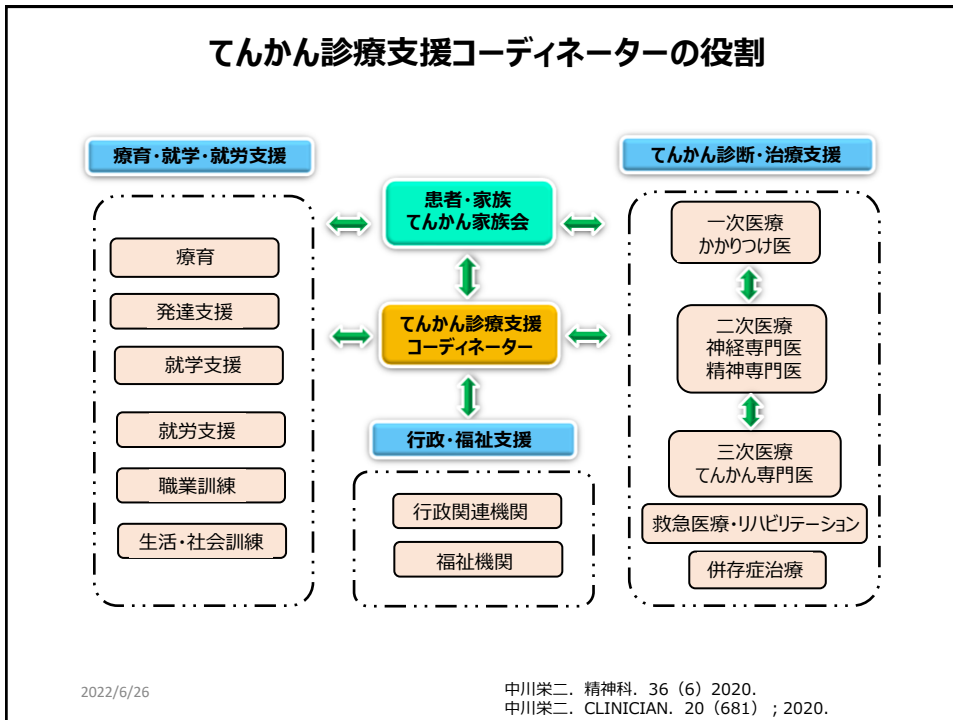 てんかん診療支援コーディネーターの役割
療育・就学・就労支援
療育
発達支援
就学支援
就労支援
職業訓練
生活・社会訓練
患者・家族
てんかん家族会
てんかん診療支援
コーディネーター
行政・福祉支援
行政関連機関
福祉機関
てんかん診断・治療支援
一次医療
かかりつけ医
二次医療
神経専門医
精神専門医
三次医療
てんかん専門医
救急医療・リハビリテーション
併存症治療
2022/6/26
中川栄二．精神科．36（6）2020．
中川栄二．CLINICIAN．20（681）；2020．